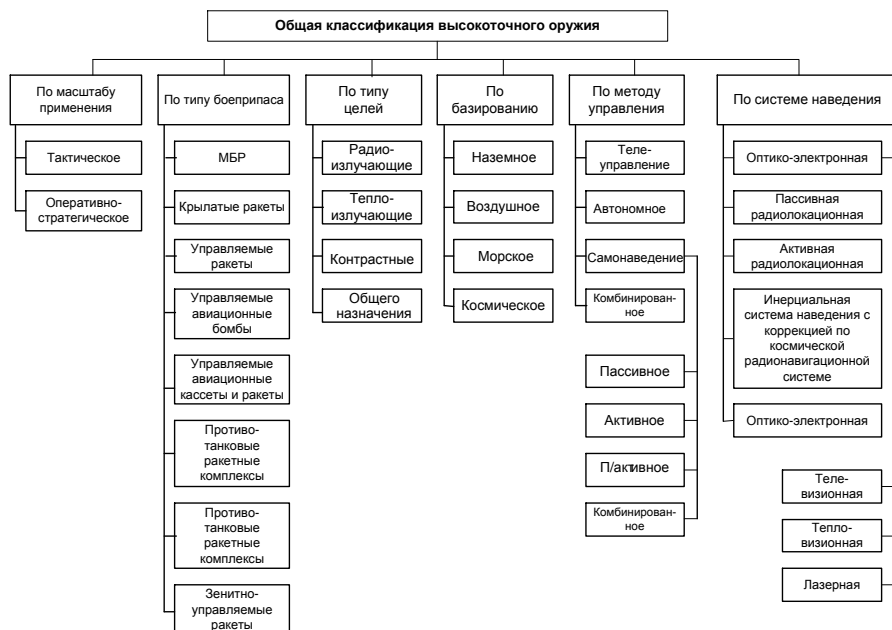 Общая классификация высокоточного оружия
По масштабу
применения
Тактическое
Оперативно-
стратегическое
По типу боеприпаса
МБР
Крылатые ракеты
Управляемые
ракеты
Управляемые
авиационные
бомбы
Управляемые
авиационные
кассеты и ракеты
Противо-
танковые
ракетные
комплексы
Противо-
танковые
ракетные
комплексы
Зенитно-
управляемые
ракеты
По типу
целей
Радио-
излучающие
Тепло-
излучающие
Контрастные
Общего
назначения
По
базированию
Наземное
Воздушное
Морское
Космическое
По методу
управления
Теле-
управление
Автономное
Самонаведение
Комбинирован-
ное
Пассивное
Активное
П/активное
Комбинирован-
ное
По системе наведения
Оптико-электронная
Пассивная
радиолокационная
Активная
радиолокационная
Инерциальная
система наведения с
коррекцией по
космической
радионавигационной
системе
Оптико-электронная
Теле-
визионная
Тепло-
визионная
Лазерная